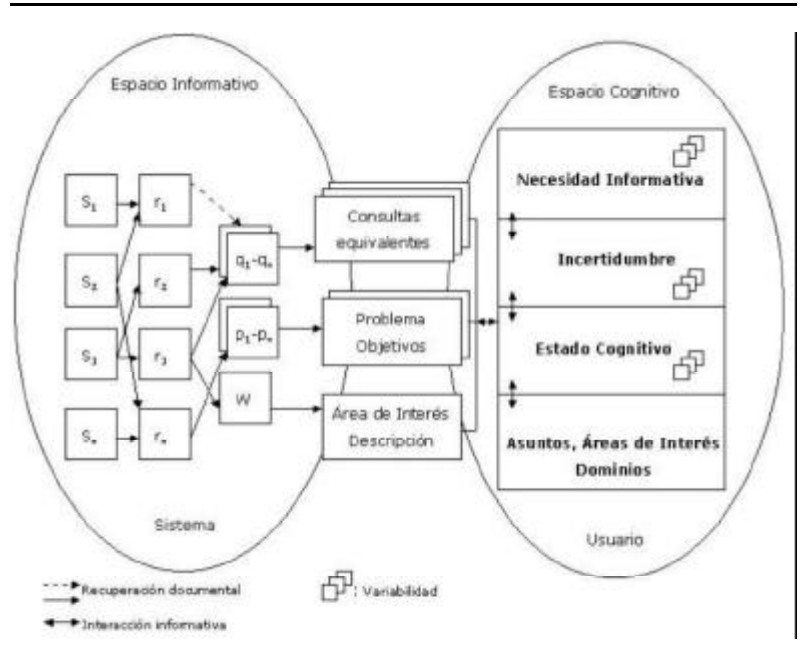 Espacio Informativo
Espacio Cognitivo
S₁
r₁
S₂
r₂
S₃
r₃
Sₙ
rₙ
q₁-qₙ
p₁-pₙ
W
Consultas
equivalentes
Problema
Objetivos
Área de Interés
Descripción
Necesidad Informativa
Incertidumbre
Estado Cognitivo
Asuntos, Áreas de Interés
Dominios
Sistema
Usuario
Recuperación documental
: Variabilidad
Interacción informativa